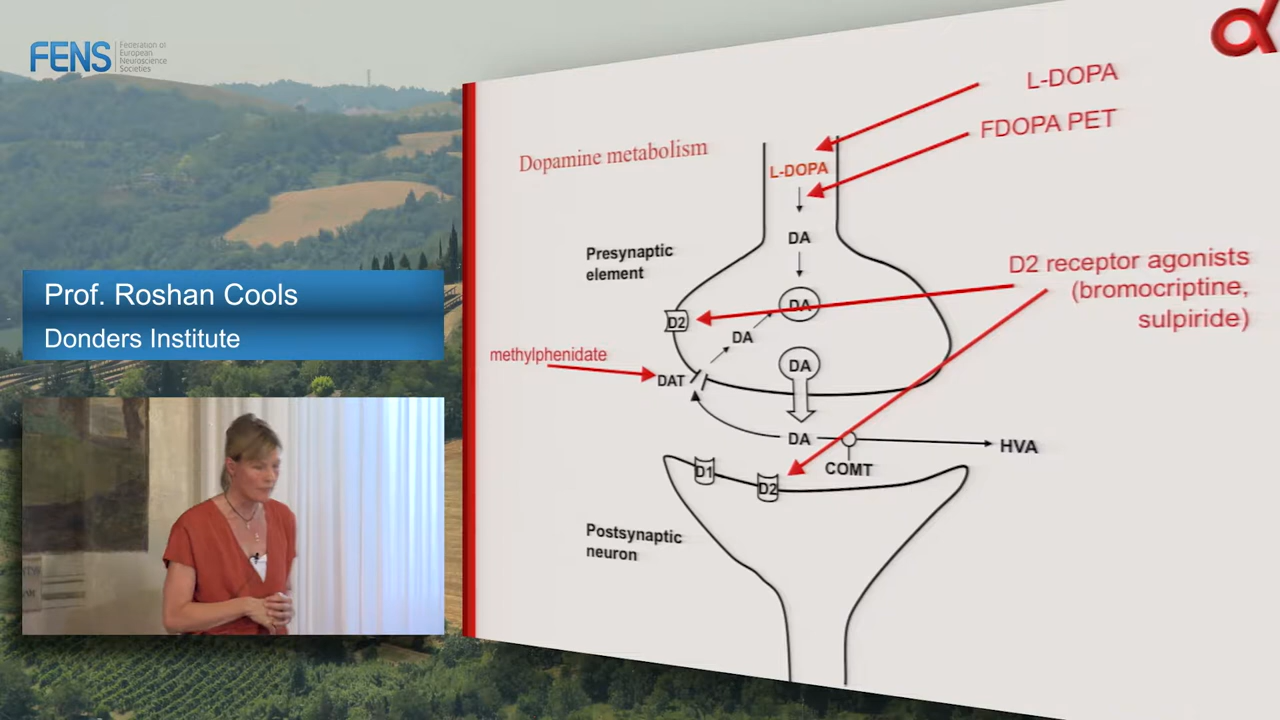 FENS
Federation of
European
Neuroscience
Societies
Prof. Roshan Cools
Donders Institute
Dopamine metabolism
L-DOPA
FDOPA PET
L-DOPA
DA
Presynaptic
element
D2 receptor agonists
(bromocriptine,
sulpiride)
DA
D2
DA
methylphenidate
DAT
DA
DA
HVA
COMT
D1
D2
Postsynaptic
neuron